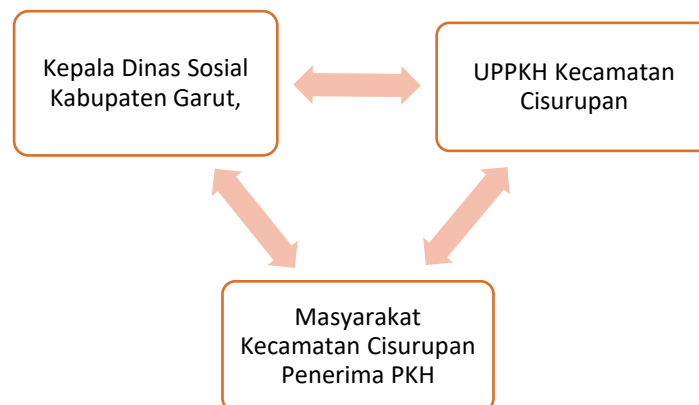 Kepala Dinas Sosial
Kabupaten Garut,
UPPKH Kecamatan
Cisurupan
Masyarakat
Kecamatan Cisurupan
Penerima PKH